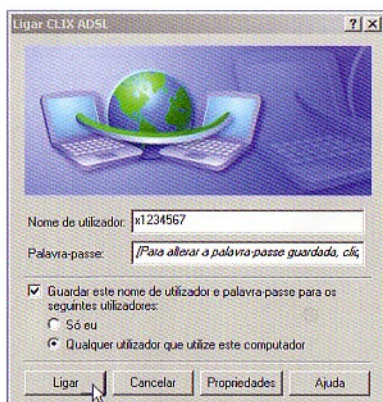 Ligar CLIX ADSL
Nome de utilizador: x1234567
Palavra-passe: [Para alterar a palavra-passe guardada, cliq
Guardar este nome de utilizador e palavra-passe para os
seguintes utilizadores:
Só eu
Qualquer utilizador que utilize este computador
Ligar Cancelar Propriedades Ajuda